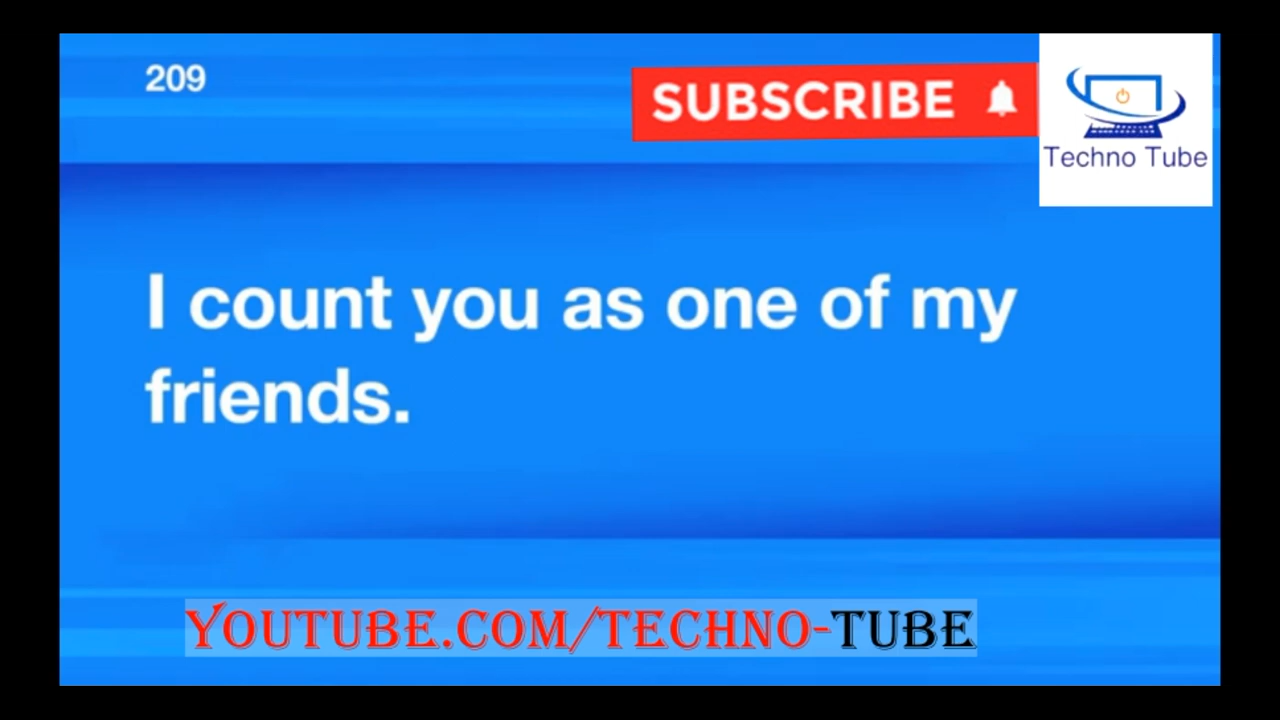 209
SUBSCRIBE
Techno Tube
I count you as one of my
friends.
YOUTUBE.COM/TECHNO-TUBE